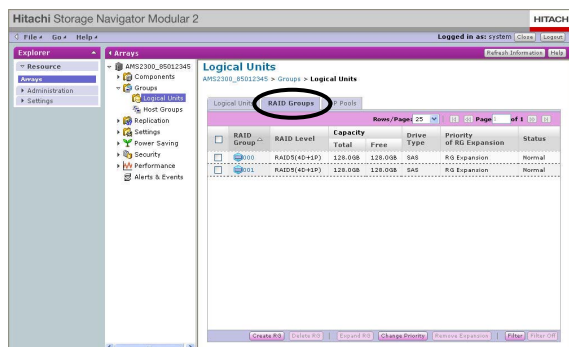 Hitachi Storage Navigator Modular 2
HITACH
File Go Help
Logged in as: system Close Logout
Explorer
Arrays
Refresh Information Help
Resource
Arrays
Administration
Settings
AMS2300_85012345
Components
Groups
Logical Units
Host Groups
Replication
Settings
Power Saving
Security
Performance
Alerts & Events
Logical Units
AMS2300_85012345 > Groups > Logical Units
Logical Units RAID Groups P Pools
Rows/Page: 25 Page 1 of 1
RAID Group RAID Level Capacity Drive Type Priority of RG Expansion Status
Total Free
000 RAID5(4D+1P) 128.0GB 128.0GB SAS RG Expansion Normal
001 RAID5(4D+1P) 128.0GB 128.0GB SAS RG Expansion Normal
Create RG Delete RG Expand RG Change Priority Remove Expansion Filter Filter Off